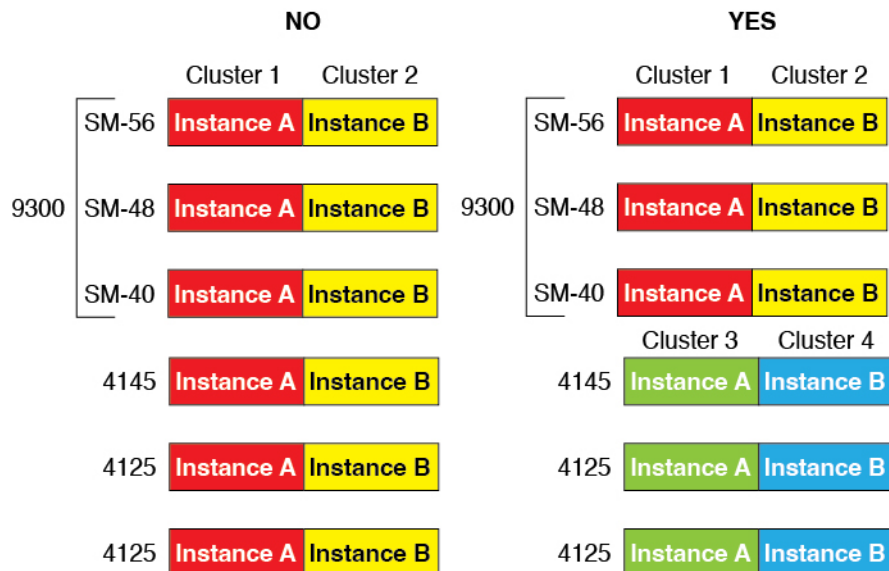 NO YES
Cluster 1 Cluster 2 Cluster 1 Cluster 2
SM-56 Instance A Instance B SM-56 Instance A Instance B
9300 SM-48 Instance A Instance B 9300 SM-48 Instance A Instance B
SM-40 Instance A Instance B SM-40 Instance A Instance B
Cluster 3 Cluster 4
4145 Instance A Instance B 4145 Instance A Instance B
4125 Instance A Instance B 4125 Instance A Instance B
4125 Instance A Instance B 4125 Instance A Instance B